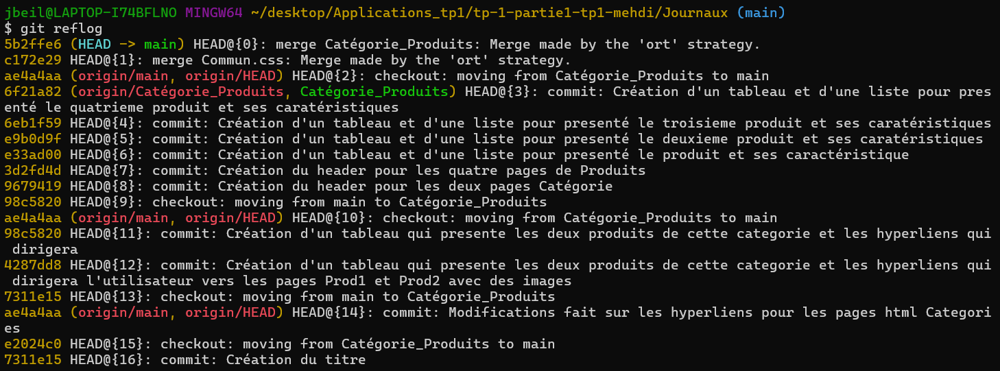 jbeil@LAPTOP-I74BFLNO MINGW64 ~/desktop/Applications_tp1/tp-1-partie1-tp1-mehdi/Journaux (main)
$ git reflog
5b2ffe6 (HEAD -> main) HEAD@{0}: merge Catégorie_Produits: Merge made by the 'ort' strategy.
c172e29 HEAD@{1}: merge Commun.css: Merge made by the 'ort' strategy.
ae4a4aa (origin/main, origin/HEAD) HEAD@{2}: checkout: moving from Catégorie_Produits to main
6f21a82 (origin/Catégorie_Produits, Catégorie_Produits) HEAD@{3}: commit: Création d'un tableau et d'une liste pour pres
enté le quatrieme produit et ses caratéristiques
6eb1f59 HEAD@{4}: commit: Création d'un tableau et d'une liste pour presenté le troisieme produit et ses caratéristiques
e9b0d9f HEAD@{5}: commit: Création d'un tableau et d'une liste pour presenté le deuxieme produit et ses caratéristiques
e33ad00 HEAD@{6}: commit: Création d'un tableau et d'une liste pour presenté le produit et ses caractéristique
3d2fd4d HEAD@{7}: commit: Création du header pour les quatre pages de Produits
9679419 HEAD@{8}: commit: Création du header pour les deux pages Catégorie
98c5820 HEAD@{9}: checkout: moving from main to Catégorie_Produits
ae4a4aa (origin/main, origin/HEAD) HEAD@{10}: checkout: moving from Catégorie_Produits to main
98c5820 HEAD@{11}: commit: Création d'un tableau qui presente les deux produits de cette categorie et les hyperliens qui
 dirigera
4287dd8 HEAD@{12}: commit: Création d'un tableau qui presente les deux produits de cette categorie et les hyperliens qui
 dirigera l'utilisateur vers les pages Prod1 et Prod2 avec des images
7311e15 HEAD@{13}: checkout: moving from main to Catégorie_Produits
ae4a4aa (origin/main, origin/HEAD) HEAD@{14}: commit: Modifications fait sur les hyperliens pour les pages html Categori
es
e2024c0 HEAD@{15}: checkout: moving from Catégorie_Produits to main
7311e15 HEAD@{16}: commit: Création du titre